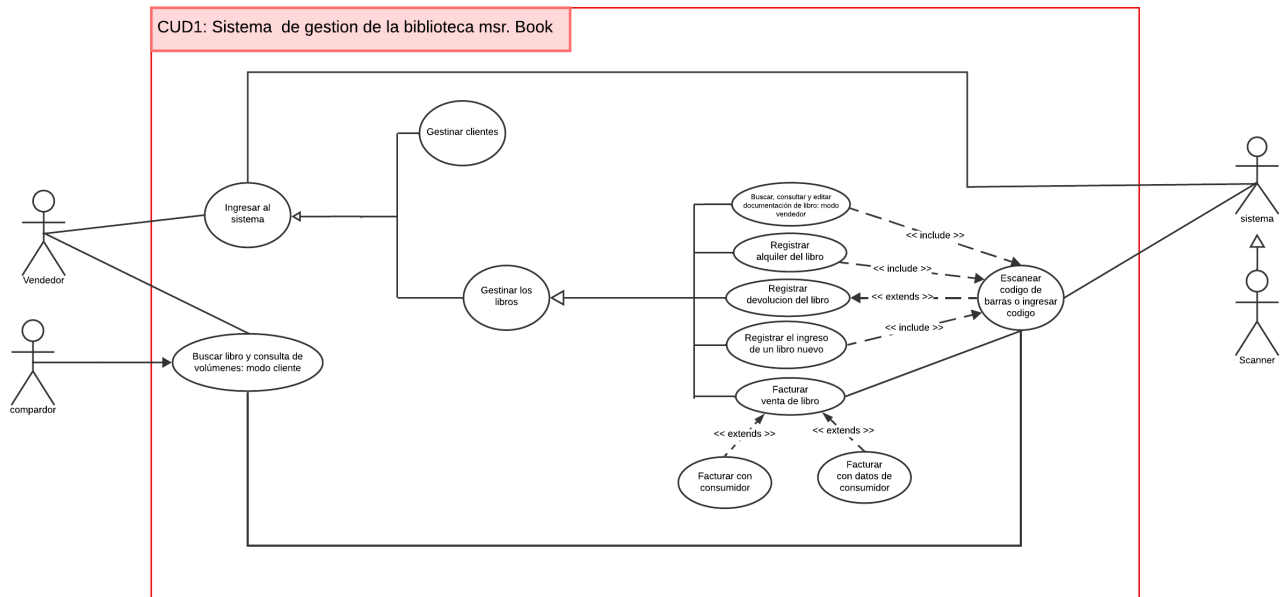 CUD1: Sistema  de gestion de la biblioteca msr. Book
Gestinar clientes
Ingresar al
sistema
Vendedor
Buscar, consultar y editar
documentación de libro: modo
vendedor
<< include >>
sistema
Registrar
alquiler del libro
<< include >>
Escanear
codigo de
barras o ingresar
codigo
Gestinar los
libros
Registrar
devolucion del libro
<< extends >>
Registrar el ingreso
de un libro nuevo
<< include >>
Scanner
Buscar libro y consulta de
volúmenes: modo cliente
compardor
Facturar
venta de libro
<< extends >>
<< extends >>
Facturar con
consumidor
Facturar
con datos de
consumidor